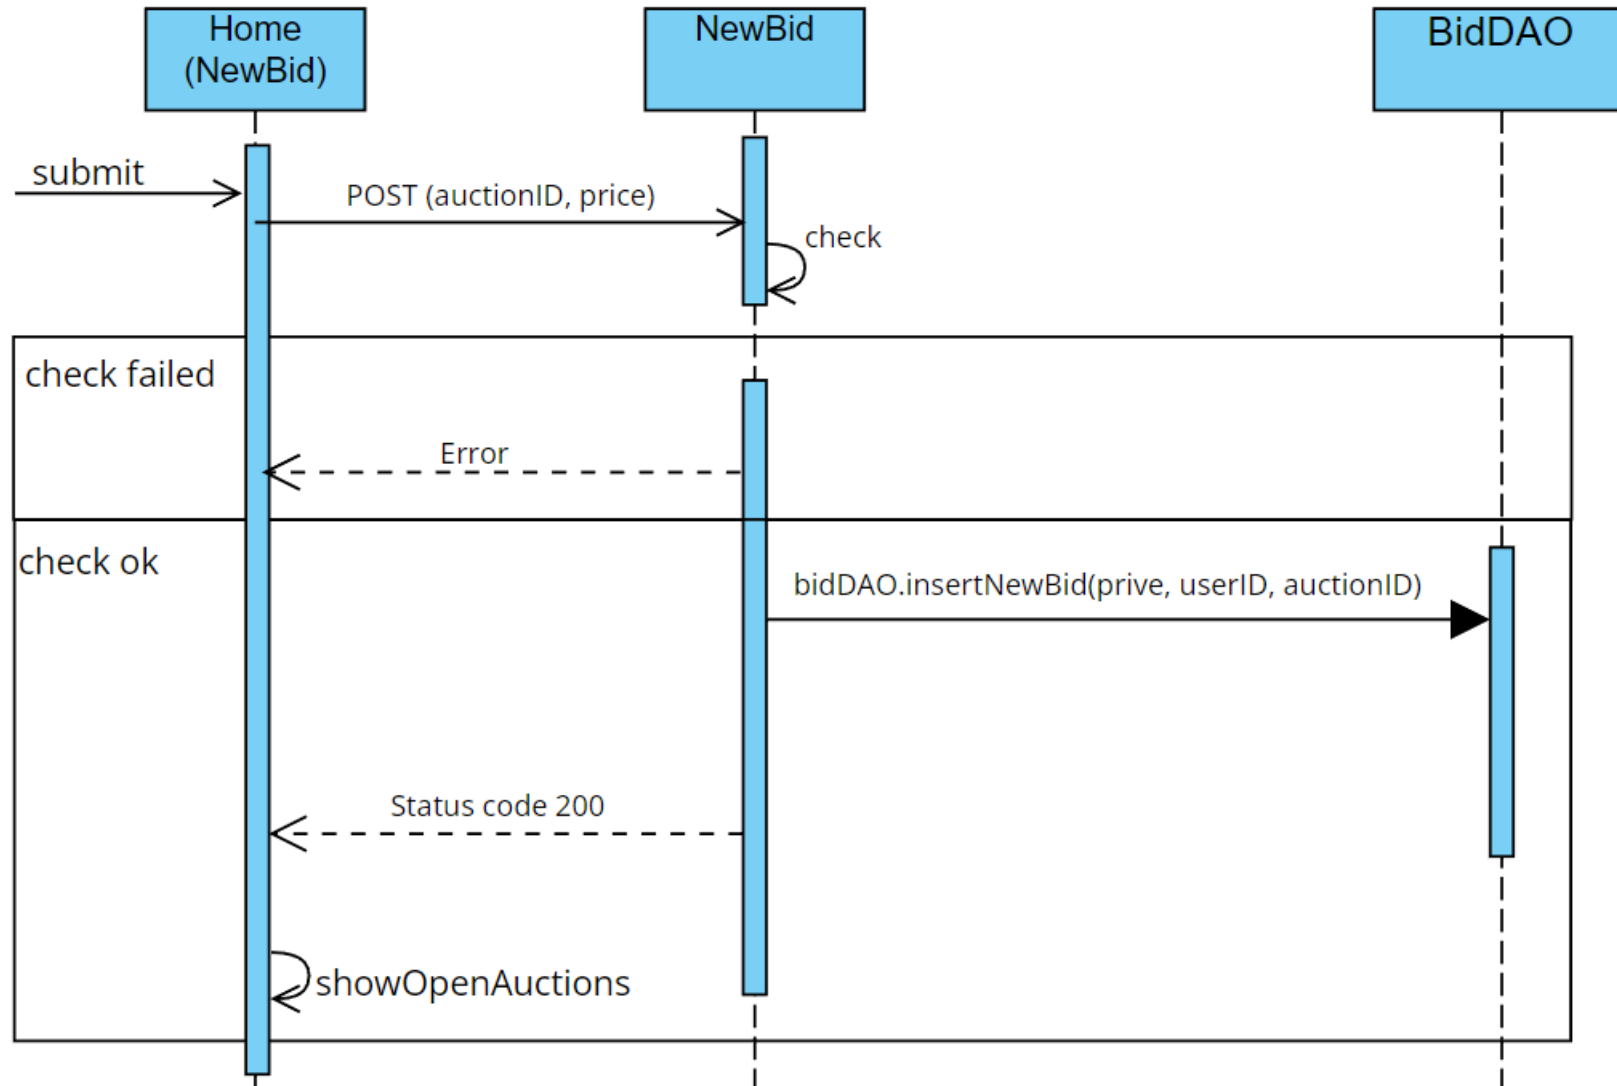 Home
(NewBid)
NewBid
BidDAO
submit
POST (auctionID, price)
check
check failed
Error
check ok
bidDAO.insertNewBid(prive, userID, auctionID)
Status code 200
showOpenAuctions